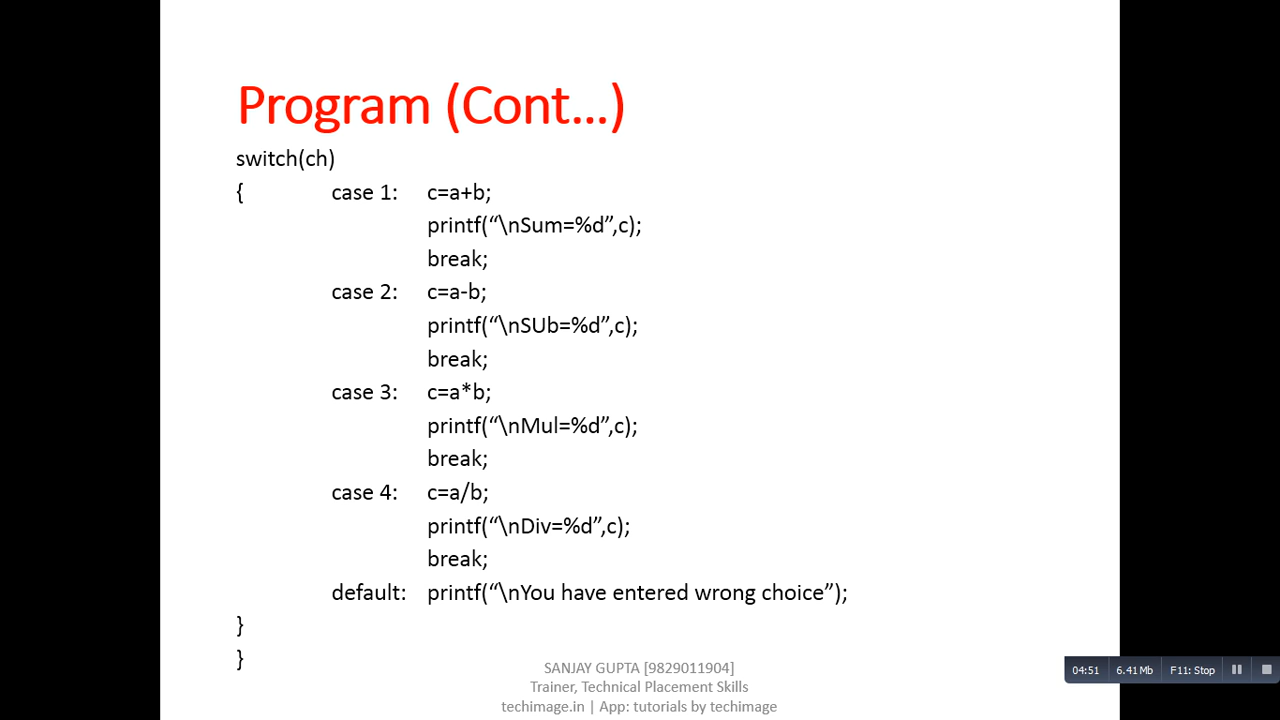 Program (Cont...)
switch(ch)
{ case 1: c=a+b;
printf(“\nSum=%d”,c);
break;
case 2: c=a-b;
printf(“\nSUb=%d”,c);
break;
case 3: c=a*b;
printf(“\nMul=%d”,c);
break;
case 4: c=a/b;
printf(“\nDiv=%d”,c);
break;
default: printf(“\nYou have entered wrong choice”);
}
}
SANJAY GUPTA [9829011904]
Trainer, Technical Placement Skills
techimage.in | App: tutorials by techimage
04:51 6.41 Mb F11: Stop